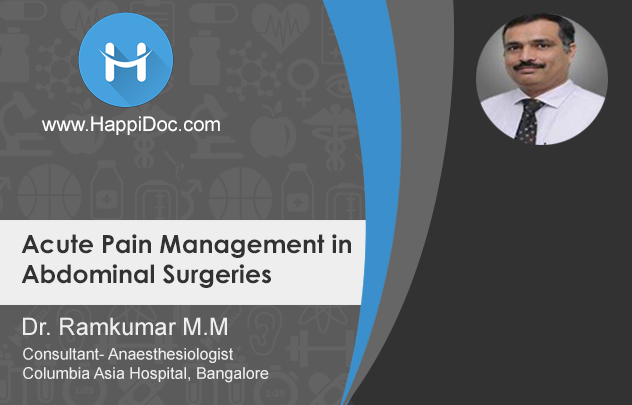 H
www.HappiDoc.com
Acute Pain Management in
Abdominal Surgeries
Dr. Ramkumar M.M
Consultant- Anaesthesiologist
Columbia Asia Hospital, Bangalore